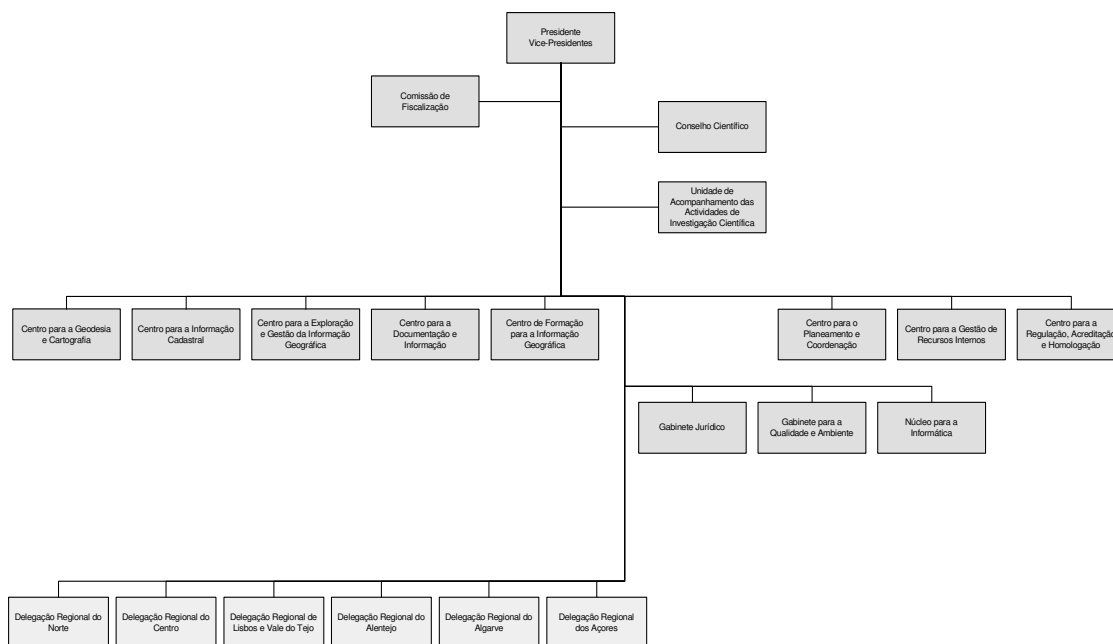 Presidente
Vice-Presidentes
Comissão de
Fiscalização
Conselho Científico
Unidade de
Acompanhamento das
Actividades de
Investigação Científica
Centro para a Geodesia
e Cartografia
Centro para a Informação
Cadastral
Centro para a Exploração
e Gestão da Informação
Geográfica
Centro para a
Documentação e
Informação
Centro de Formação
para a Informação
Geográfica
Centro para o
Planeamento e
Coordenação
Centro para a Gestão de
Recursos Internos
Centro para a
Regulação, Acreditação
e Homologação
Gabinete Jurídico
Gabinete para a
Qualidade e Ambiente
Núcleo para a
Informática
Delegação Regional do
Norte
Delegação Regional do
Centro
Delegação Regional de
Lisbos e Vale do Tejo
Delegação Regional do
Alentejo
Delegação Regional do
Algarve
Delegação Regional
dos Açores